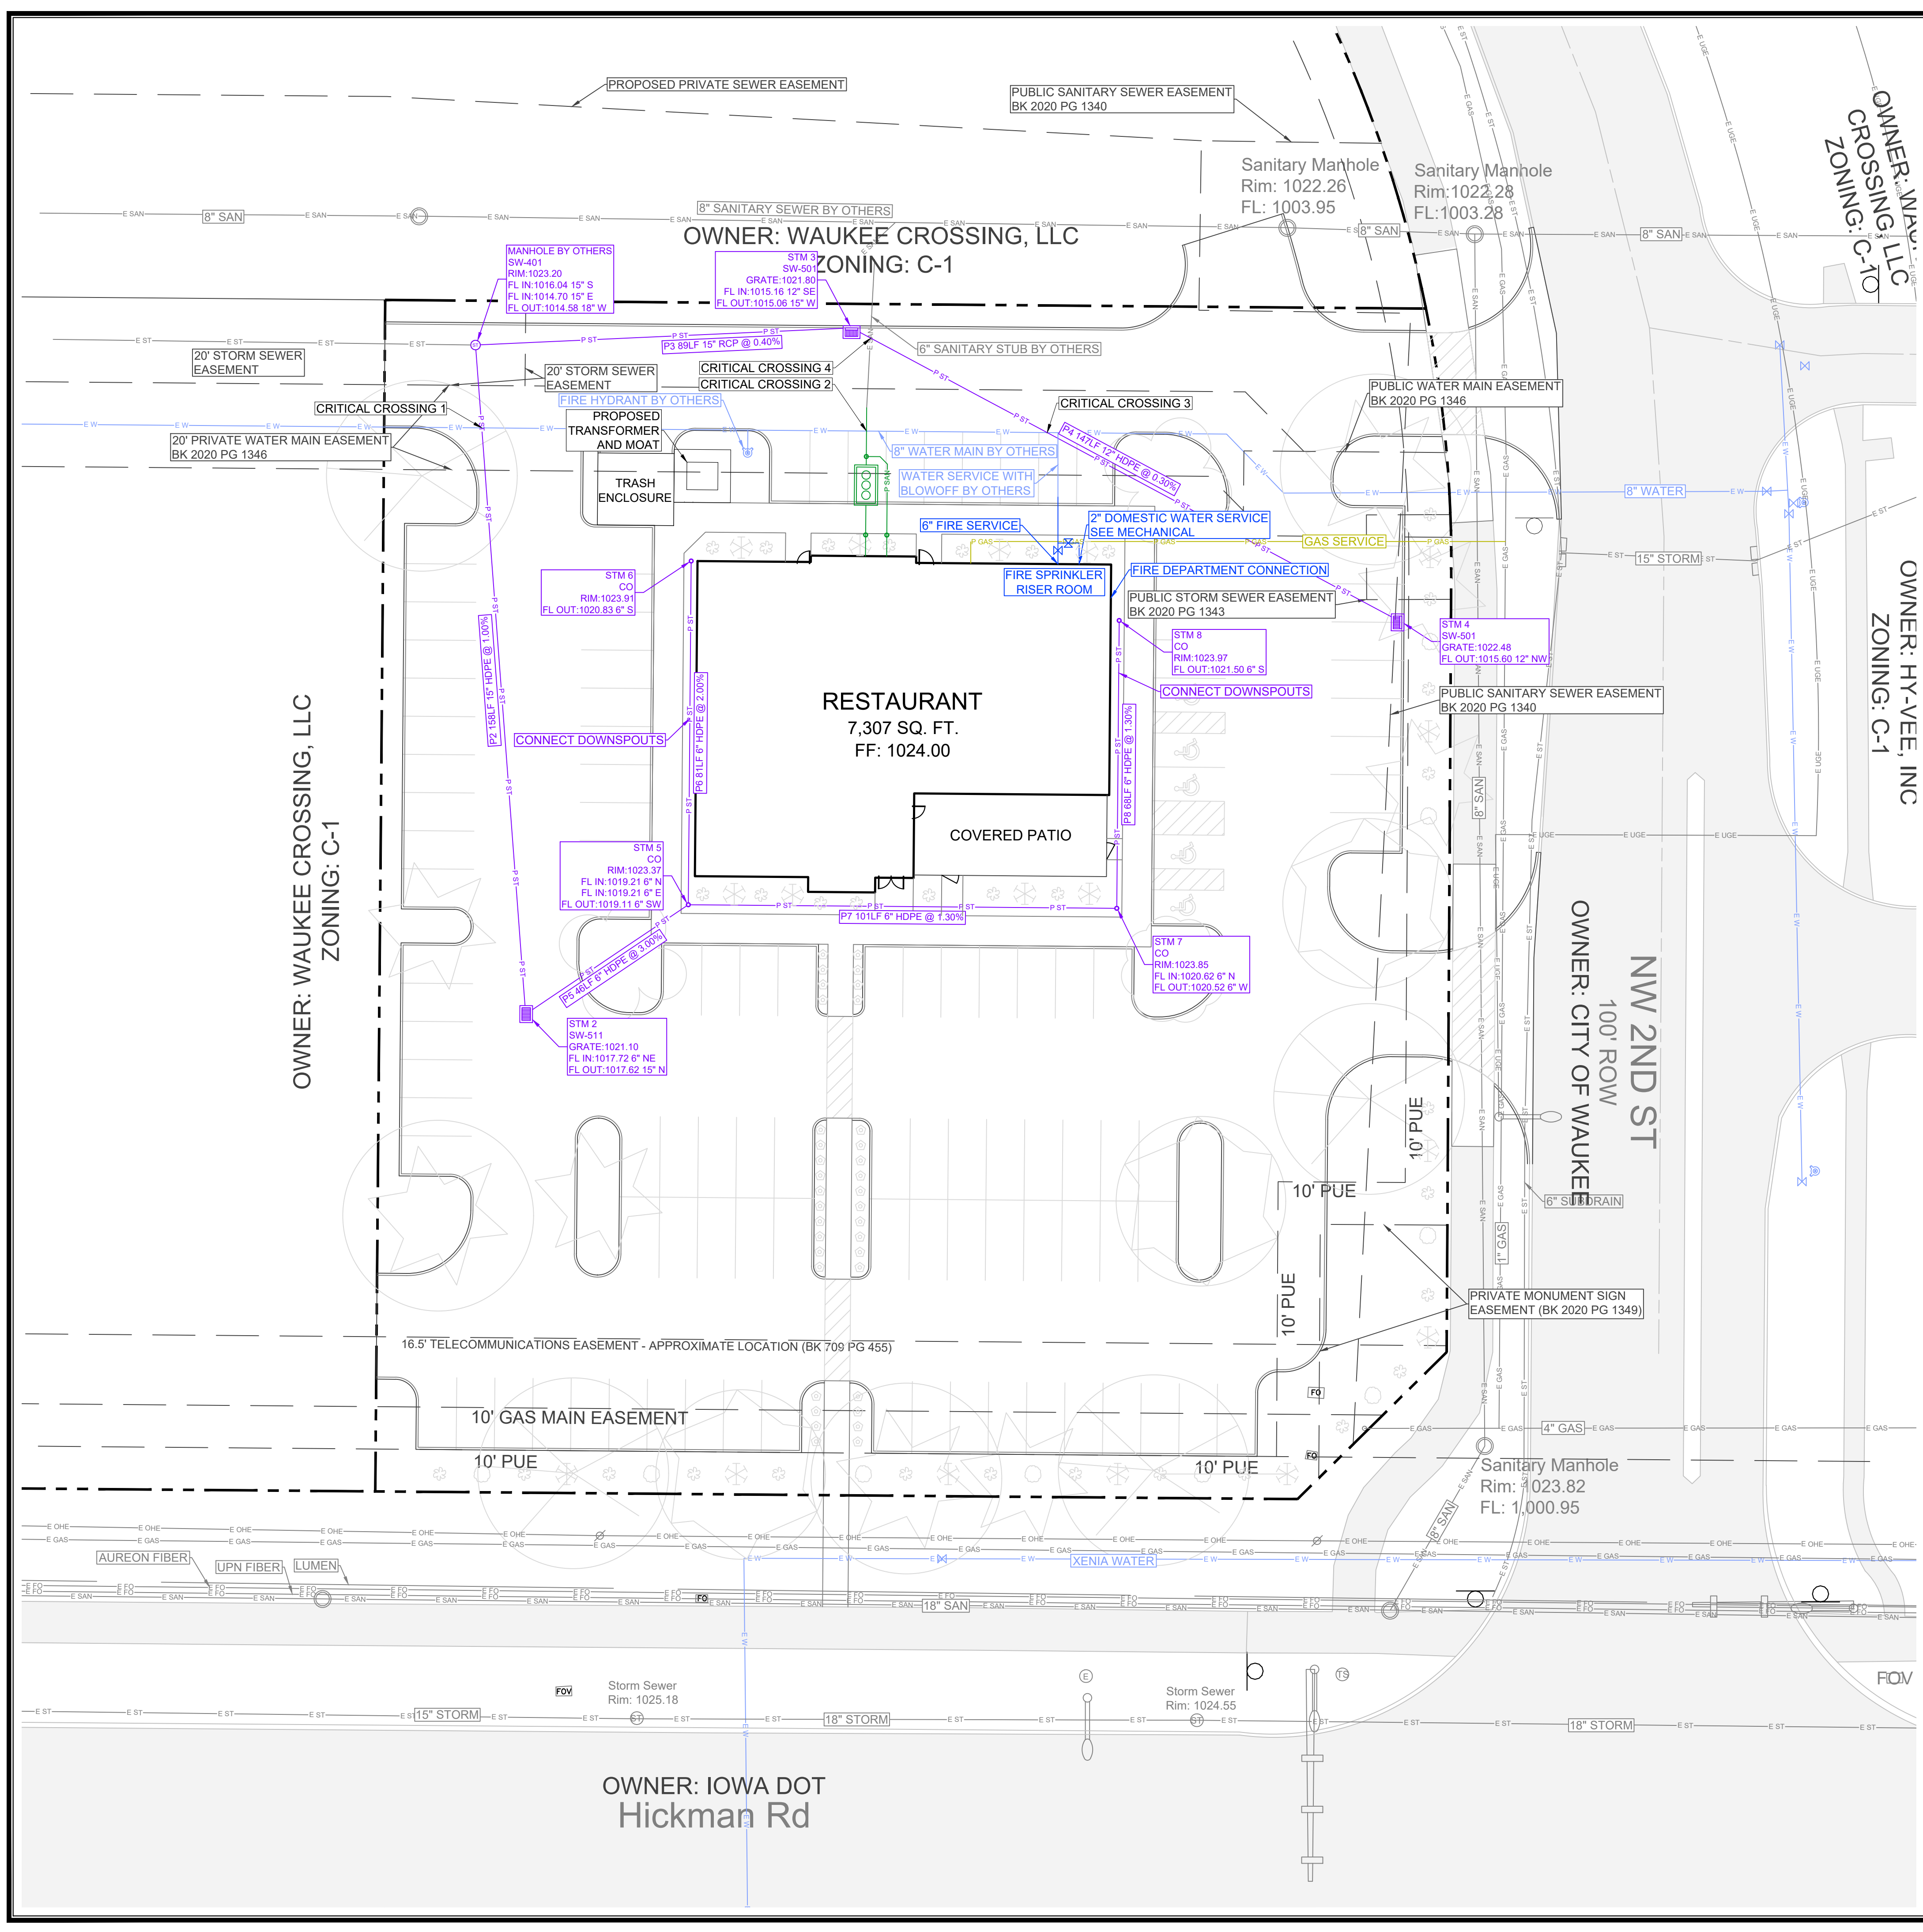 PROPOSED PRIVATE SEWER EASEMENT
PUBLIC SANITARY SEWER EASEMENT
BK 2020 PG 1340
Sanitary Manhole
Rim: 1022.26
FL: 1003.95
Sanitary Manhole
Rim:1022.28
FL:1003.28
ZONING: C-1
8" SAN
8" SANITARY SEWER BY OTHERS
8" SAN
8" SAN
OWNER: WAUKEE CROSSING, LLC
ZONING: C-1
MANHOLE BY OTHERS
SW-401
RIM:1023.20
FL IN:1016.04 15" S
FL IN:1014.70 15" E
FL OUT:1014.58 18" W
STM 3
SW-501
GRATE:1021.80
FL IN:1015.16 12" SE
FL OUT:1015.06 15" W
P3 89LF 15" RCP @ 0.40%
6" SANITARY STUB BY OTHERS
20' STORM SEWER
EASEMENT
20' STORM SEWER
EASEMENT
CRITICAL CROSSING 4
CRITICAL CROSSING 2
FIRE HYDRANT BY OTHERS
CRITICAL CROSSING 1
CRITICAL CROSSING 3
PUBLIC WATER MAIN EASEMENT
BK 2020 PG 1346
20' PRIVATE WATER MAIN EASEMENT
BK 2020 PG 1346
PROPOSED
TRANSFORMER
AND MOAT
8" WATER MAIN BY OTHERS
P4 147LF 12" HDPE @ 0.30%
WATER SERVICE WITH
BLOWOFF BY OTHERS
TRASH
ENCLOSURE
8" WATER
6" FIRE SERVICE
2" DOMESTIC WATER SERVICE
SEE MECHANICAL
GAS SERVICE
15" STORM
FIRE SPRINKLER
RISER ROOM
FIRE DEPARTMENT CONNECTION
STM 6
CO
RIM:1023.91
FL OUT:1020.83 6" S
PUBLIC STORM SEWER EASEMENT
BK 2020 PG 1343
STM 4
SW-501
GRATE:1022.48
FL OUT:1015.60 12" NW
STM 8
CO
RIM:1023.97
FL OUT:1021.50 6" S
CONNECT DOWNSPOUTS
PUBLIC SANITARY SEWER EASEMENT
BK 2020 PG 1340
OWNER: HY-VEE, INC
ZONING: C-1
P2 158LF 15" HDPE @ 1.00%
P6 81LF 6" HDPE @ 2.00%
P8 68LF 6" HDPE @ 1.30%
RESTAURANT
7,307 SQ. FT.
FF: 1024.00
CONNECT DOWNSPOUTS
COVERED PATIO
8" SAN
OWNER: WAUKEE CROSSING, LLC
ZONING: C-1
STM 5
CO
RIM:1023.37
FL IN:1019.21 6" N
FL IN:1019.21 6" E
FL OUT:1019.11 6" SW
P7 101LF 6" HDPE @ 1.30%
P5 46LF 6" HDPE @ 3.00%
STM 7
CO
RIM:1023.85
FL IN:1020.62 6" N
FL OUT:1020.52 6" W
STM 2
SW-511
GRATE:1021.10
FL IN:1017.72 6" NE
FL OUT:1017.62 15" N
NW 2ND ST
100' ROW
OWNER: CITY OF WAUKEE
10' PUE
10' PUE
6" SUBDRAIN
1" GAS
10' PUE
PRIVATE MONUMENT SIGN
EASEMENT (BK 2020 PG 1349)
16.5' TELECOMMUNICATIONS EASEMENT - APPROXIMATE LOCATION (BK 709 PG 455)
FO
10' GAS MAIN EASEMENT
4" GAS
FO
10' PUE
10' PUE
Sanitary Manhole
Rim: 1023.82
FL: 1,000.95
8" SAN
AUREON FIBER
UPN FIBER
LUMEN
XENIA WATER
FO
18" SAN
FOV
Storm Sewer
Rim: 1025.18
E
Storm Sewer
Rim: 1024.55
TS
FOV
15" STORM
18" STORM
18" STORM
OWNER: IOWA DOT
Hickman Rd